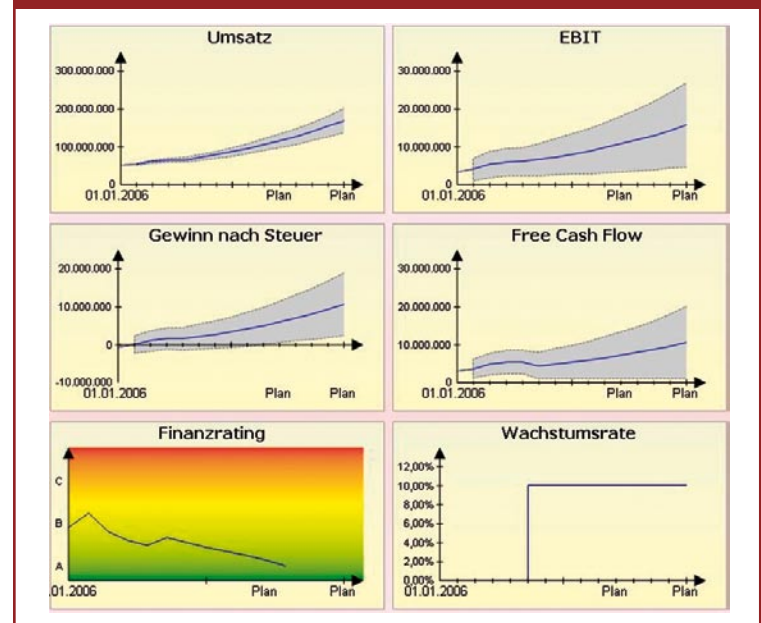 Umsatz
300.000.000
200.000.000
100.000.000
0
01.01.2006 Plan Plan
EBIT
30.000.000
20.000.000
10.000.000
0
01.01.2006 Plan Plan
Gewinn nach Steuer
20.000.000
10.000.000
0
-10.000.000
01.01.2006 Plan Plan
Free Cash Flow
30.000.000
20.000.000
10.000.000
0
01.01.2006 Plan Plan
Finanzrating
C
B
A
01.2006 Plan Plan
Wachstumsrate
12,00%
10,00%
8,00%
6,00%
4,00%
2,00%
0,00%
01.01.2006 Plan Plan